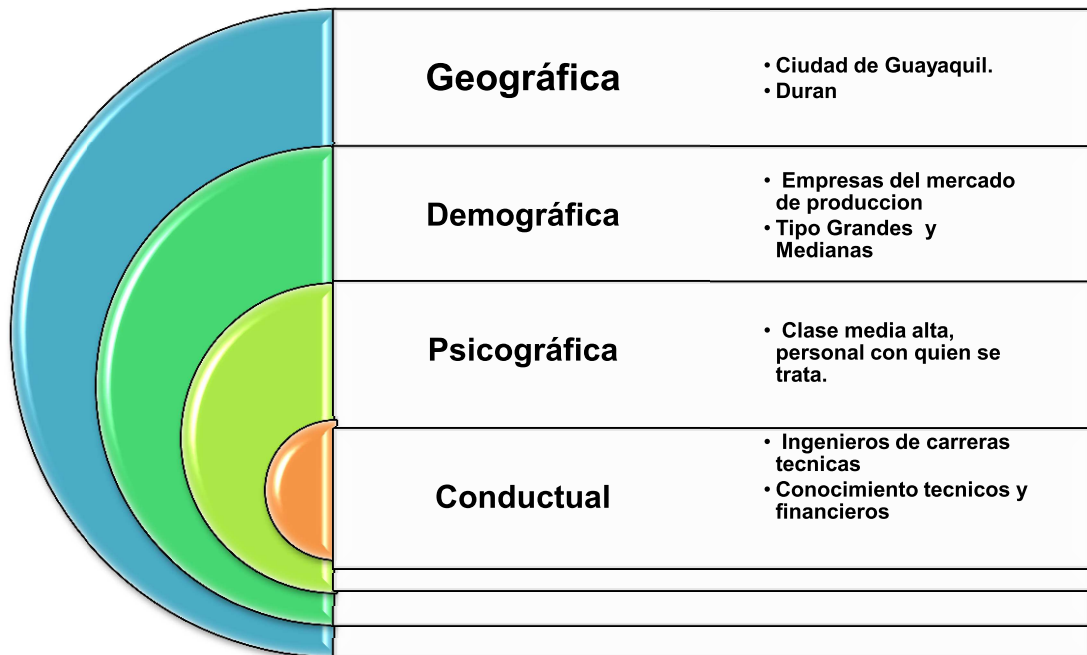 Geográfica
• Ciudad de Guayaquil.
• Duran
Demográfica
• Empresas del mercado
de produccion
• Tipo Grandes y
Medianas
Psicográfica
• Clase media alta,
personal con quien se
trata.
Conductual
• Ingenieros de carreras
tecnicas
• Conocimiento tecnicos y
financieros